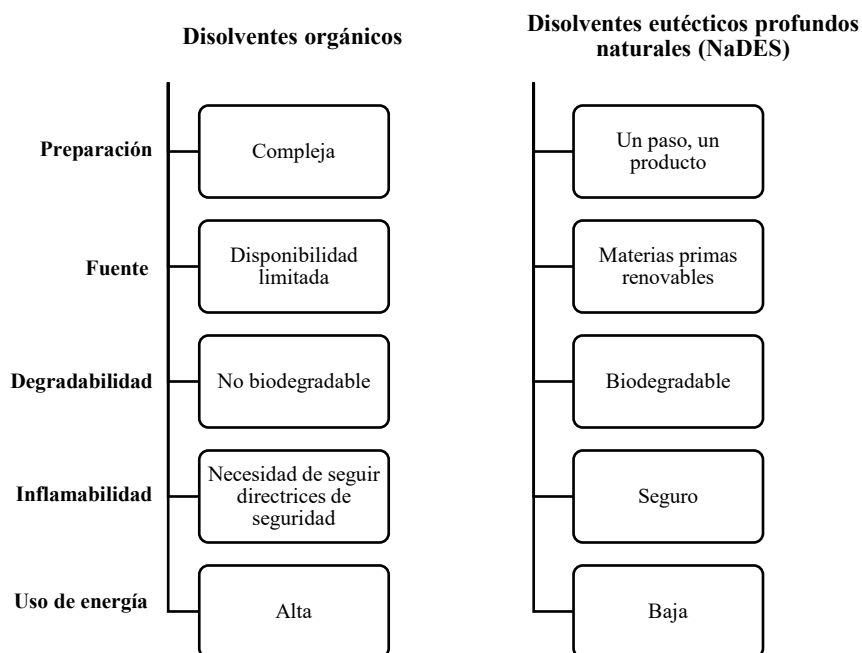 Disolventes orgánicos
Disolventes eutécticos profundos
naturales (NaDES)
Preparación
Compleja
Un paso, un
producto
Fuente
Disponibilidad
limitada
Materias primas
renovables
Degradabilidad
No biodegradable
Biodegradable
Inflamabilidad
Necesidad de seguir
directrices de
seguridad
Seguro
Uso de energía
Alta
Baja